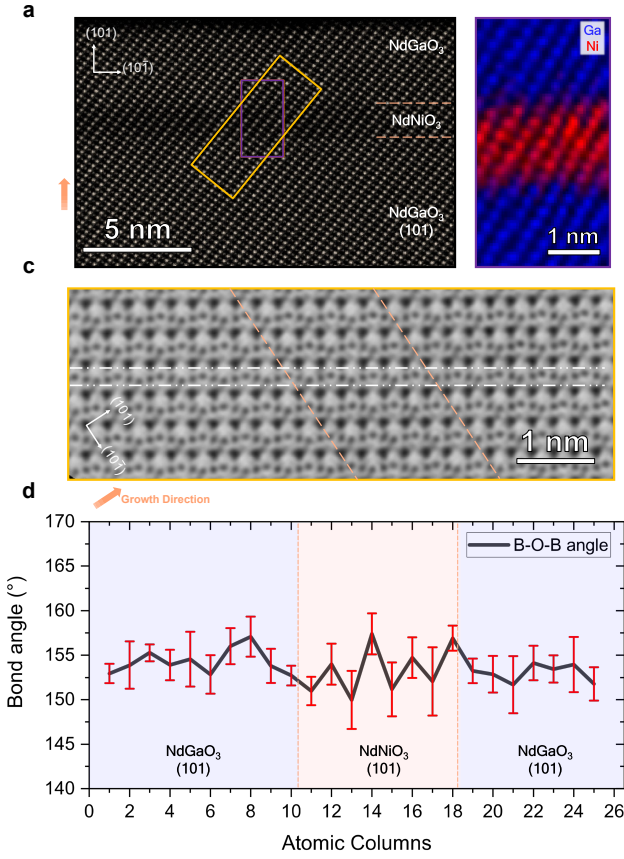 a
(101)
(101̄)
NdGaO₃
NdNiO₃
NdGaO₃
(101)
5 nm
Ga
Ni
1 nm
c
(101)
(101̄)
1 nm
Growth Direction
d
170
165
160
155
150
145
140
Bond angle (°)
B-O-B angle
NdGaO₃
(101)
NdNiO₃
(101)
NdGaO₃
(101)
0 2 4 6 8 10 12 14 16 18 20 22 24 26
Atomic Columns